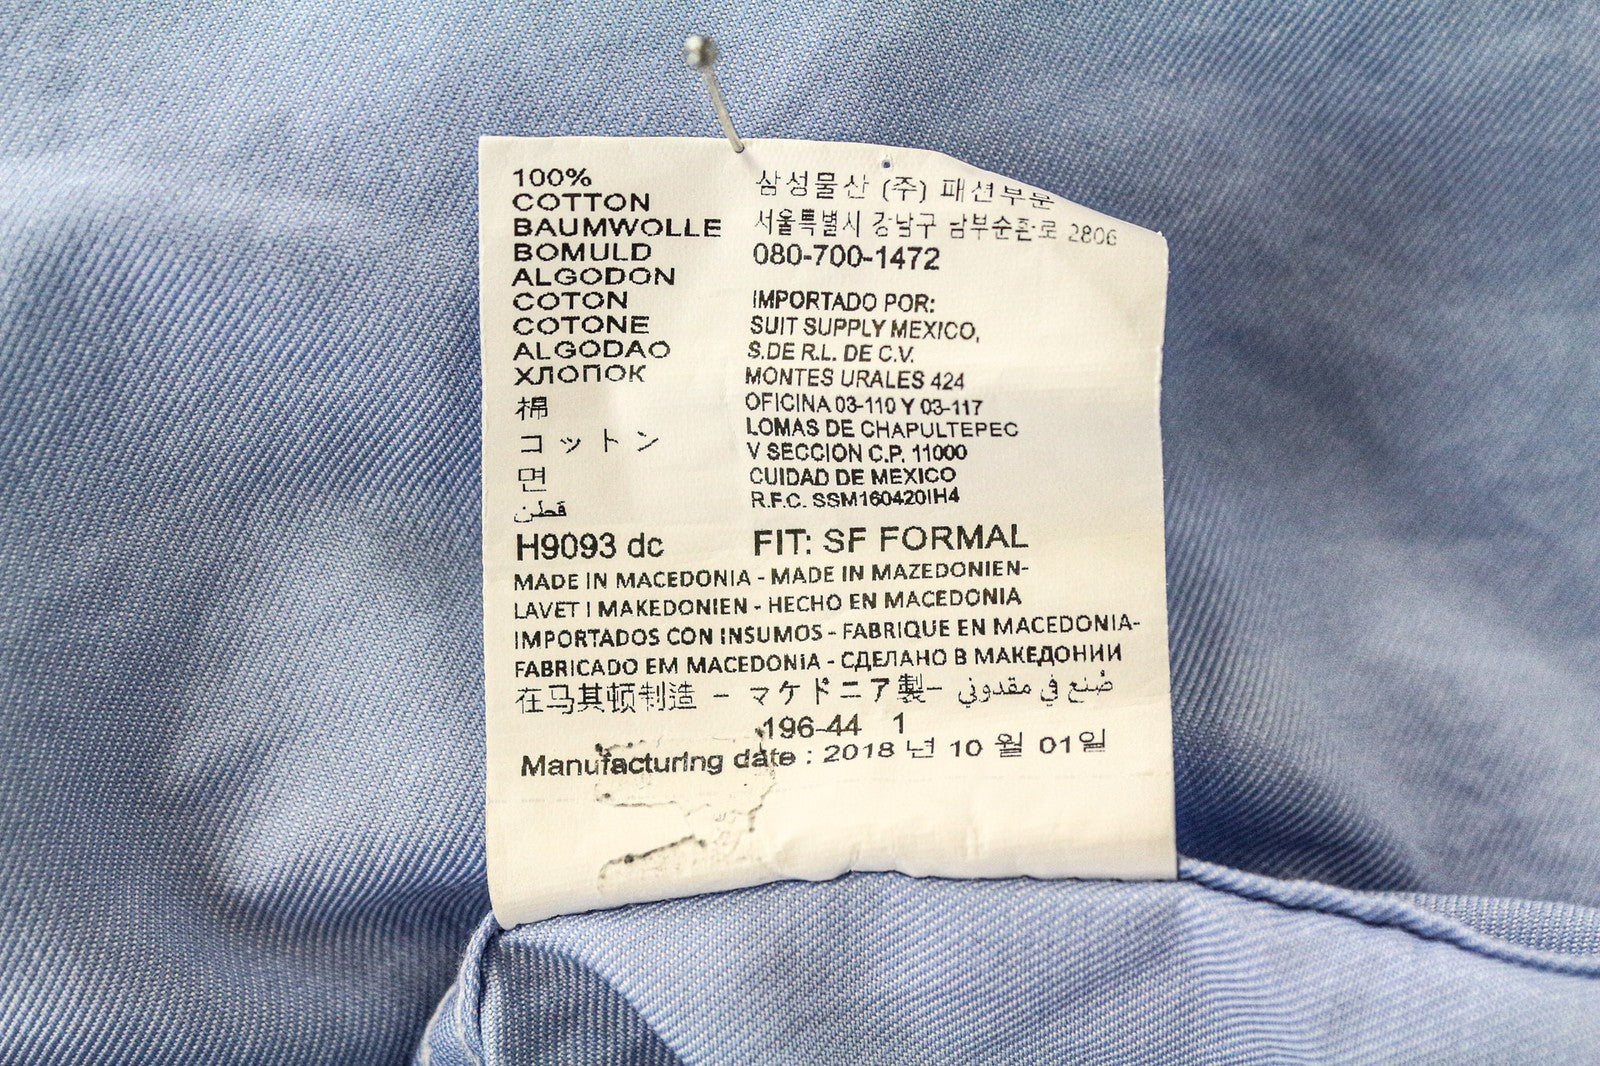 100%
COTTON
BAUMWOLLE
BOMULD
ALGODON
COTON
COTONE
ALGODAO
ХЛОПОК
棉
コットン
면
قطن
삼성물산 (주) 패션부문
서울특별시 강남구 남부순환로 2806
080-700-1472
IMPORTADO POR:
SUIT SUPPLY MEXICO,
S.DE R.L. DE C.V.
MONTES URALES 424
OFICINA 03-110 Y 03-117
LOMAS DE CHAPULTEPEC
V SECCION C.P. 11000
CUIDAD DE MEXICO
R.F.C. SSM160420IH4
H9093 dc FIT: SF FORMAL
MADE IN MACEDONIA - MADE IN MAZEDONIEN-
LAVET I MAKEDONIEN - HECHO EN MACEDONIA
IMPORTADOS CON INSUMOS - FABRIQUE EN MACEDONIA-
FABRICADO EM MACEDONIA - СДЕЛАНО В МАКЕДОНИИ
在马其顿制造 - マケドニア製- صُنع في مقدوني
196-44 1
Manufacturing date : 2018 년 10 월 01일